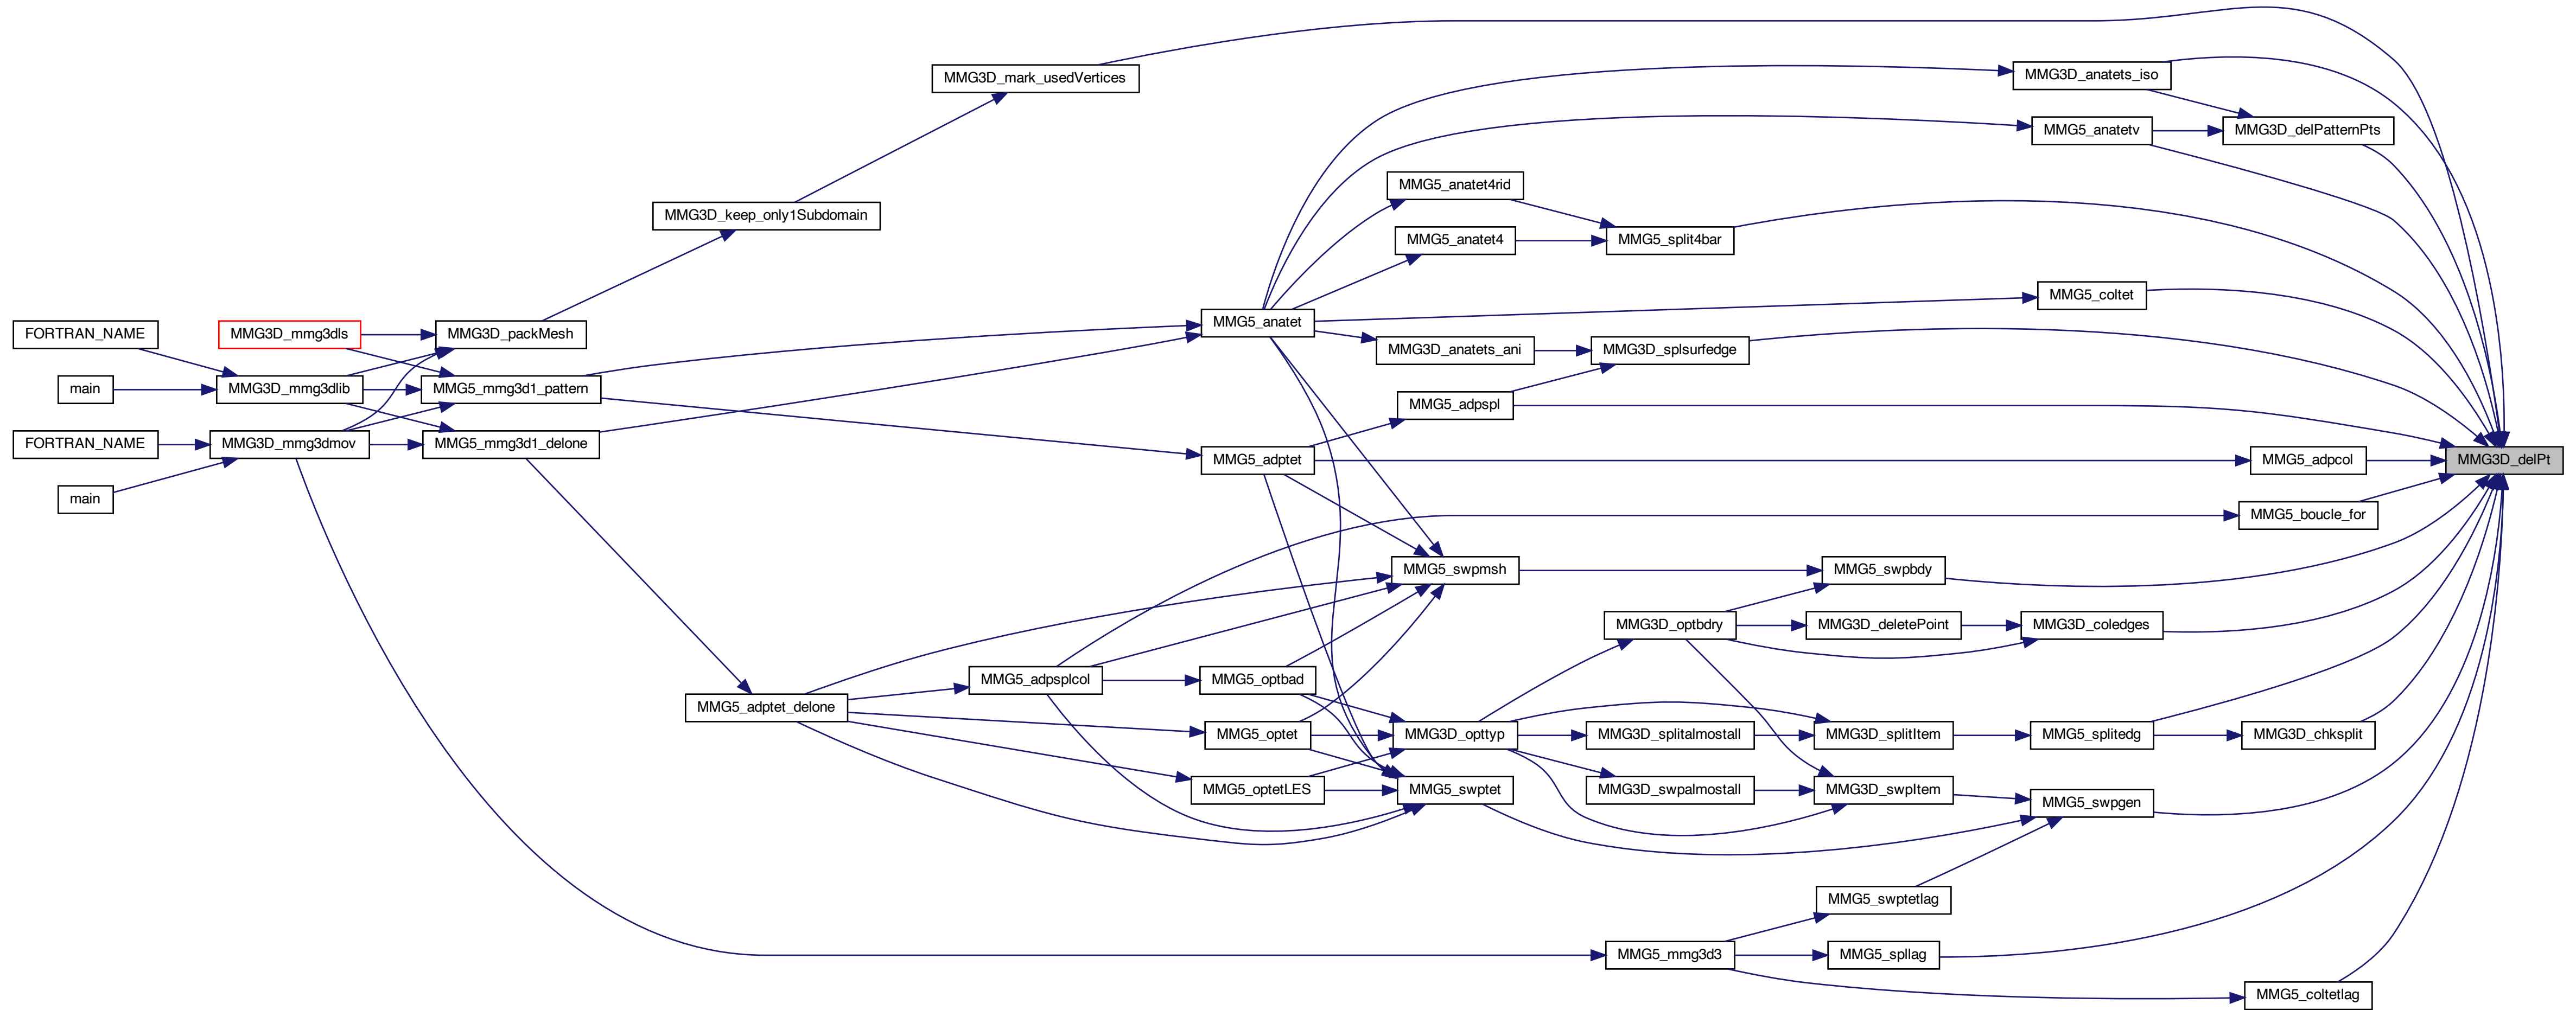 MMG3D_mark_usedVertices
MMG3D_anatets_iso
MMG5_anatetv
MMG3D_delPatternPts
MMG5_anatet4rid
MMG3D_keep_only1Subdomain
MMG5_anatet4
MMG5_split4bar
MMG5_coltet
FORTRAN_NAME
MMG3D_mmg3dls
MMG3D_packMesh
MMG5_anatet
MMG3D_anatets_ani
MMG3D_splsurfedge
main
MMG3D_mmg3dlib
MMG5_mmg3d1_pattern
MMG5_adpspl
FORTRAN_NAME
MMG3D_mmg3dmov
MMG5_mmg3d1_delone
MMG5_adptet
MMG5_adpcol
MMG3D_delPt
main
MMG5_boucle_for
MMG5_swpmsh
MMG5_swpbdy
MMG3D_optbdry
MMG3D_deletePoint
MMG3D_coledges
MMG5_adpsplcol
MMG5_optbad
MMG5_adptet_delone
MMG5_optet
MMG3D_opttyp
MMG3D_splitalmostall
MMG3D_splitItem
MMG5_splitedg
MMG3D_chksplit
MMG5_optetLES
MMG5_swptet
MMG3D_swpalmostall
MMG3D_swpItem
MMG5_swpgen
MMG5_swptetlag
MMG5_mmg3d3
MMG5_spllag
MMG5_coltetlag